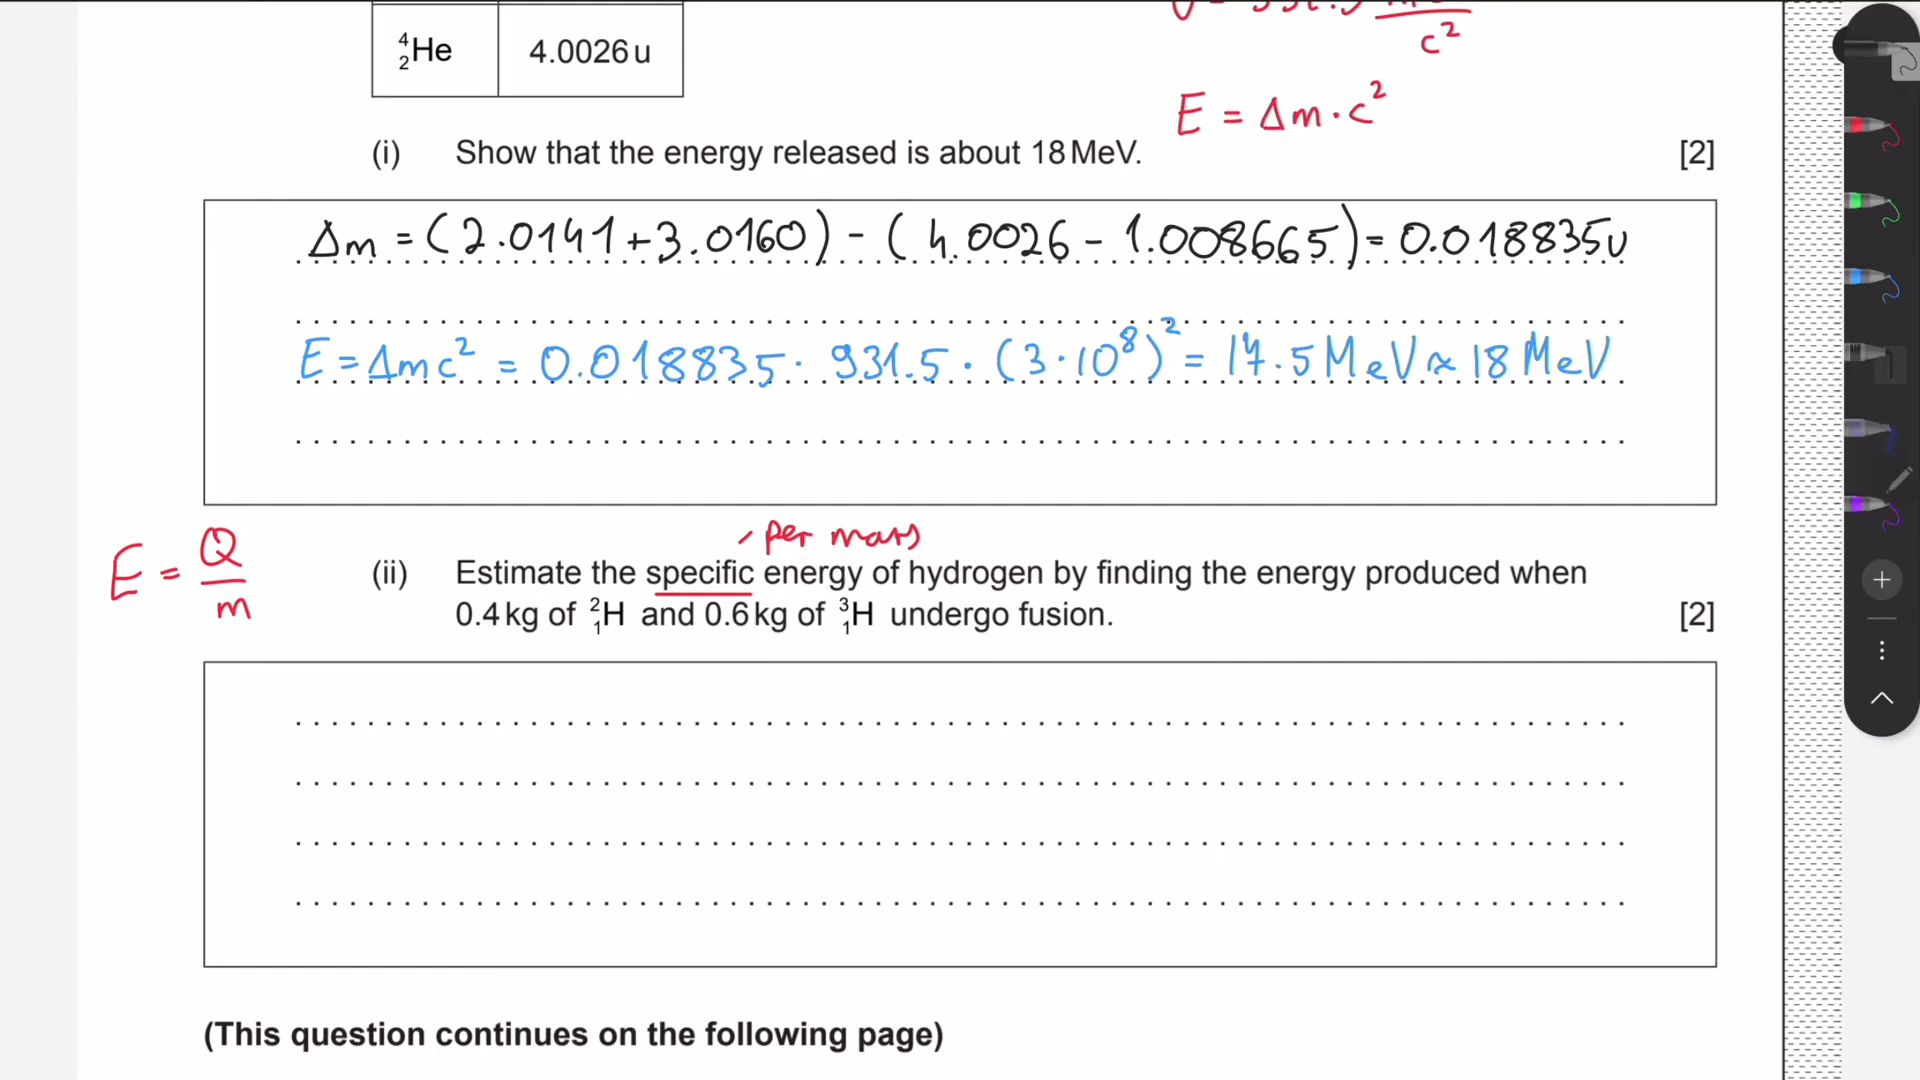 c²
⁴₂He 4.0026 u
E = Δm · c²
(i) Show that the energy released is about 18 MeV. [2]
Δm = (2.0141 + 3.0160) - (4.0026 - 1.008665) = 0.018835u
E = Δmc² = 0.018835 · 931.5 · (3 · 10⁸)² = 17.5 MeV ≈ 18 MeV
per mass
E = Q/m
(ii) Estimate the specific energy of hydrogen by finding the energy produced when
0.4 kg of ²₁H and 0.6 kg of ³₁H undergo fusion. [2]
(This question continues on the following page)